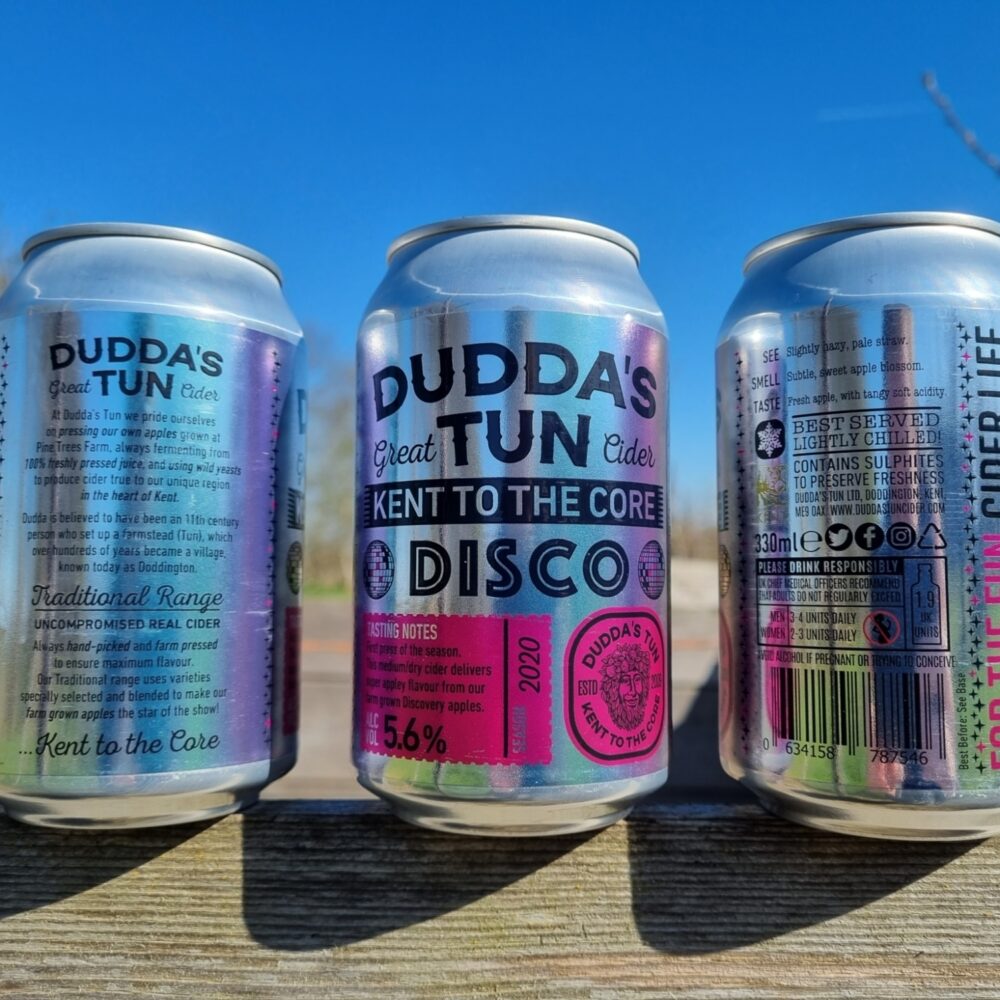 DUDDA'S
Great TUN Cider
At Dudda's Tun we pride ourselves
on pressing our own apples grown at
Pine Trees Farm, always fermenting from
100% freshly pressed juice, and using wild yeasts
to produce cider true to our unique region
in the heart of Kent.
Dudda is believed to have been an 11th century
person who set up a farmstead (Tun), which
over hundreds of years became a village,
known today as Doddington.
Traditional Range
UNCOMPROMISED REAL CIDER
Always hand-picked and farm pressed
to ensure maximum flavour.
Our Traditional range uses varieties
specially selected and blended to make our
farm grown apples the star of the show!
...Kent to the Core
DUDDA'S
TUN
Great Cider
KENT TO THE CORE
DISCO
TASTING NOTES
First press of the season.
This medium/dry cider delivers
super appley flavour from our
farm grown Discovery apples.
ALC
VOL 5.6%
SEASON 2020
DUDDA'S TUN
ESTD
KENT TO THE CORE
SEE Slightly hazy, pale straw.
SMELL Subtle, sweet apple blossom.
TASTE Fresh apple, with tangy soft acidity.
BEST SERVED
LIGHTLY CHILLED!
CONTAINS SULPHITES
TO PRESERVE FRESHNESS
DUDDA'S TUN LTD, DODDINGTON, KENT,
ME9 0AX WWW.DUDDASTUNCIDER.COM
330ml e
PLEASE DRINK RESPONSIBLY
UK CHIEF MEDICAL OFFICERS RECOMMEND
THAT ADULTS DO NOT REGULARLY EXCEED
MEN 3-4 UNITS DAILY
WOMEN 2-3 UNITS DAILY
1.9
UK
UNITS
AVOID ALCOHOL IF PREGNANT OR TRYING TO CONCEIVE
0 634158 787546
Best Before: See Base
FOR THE FUN CIDER LIFE